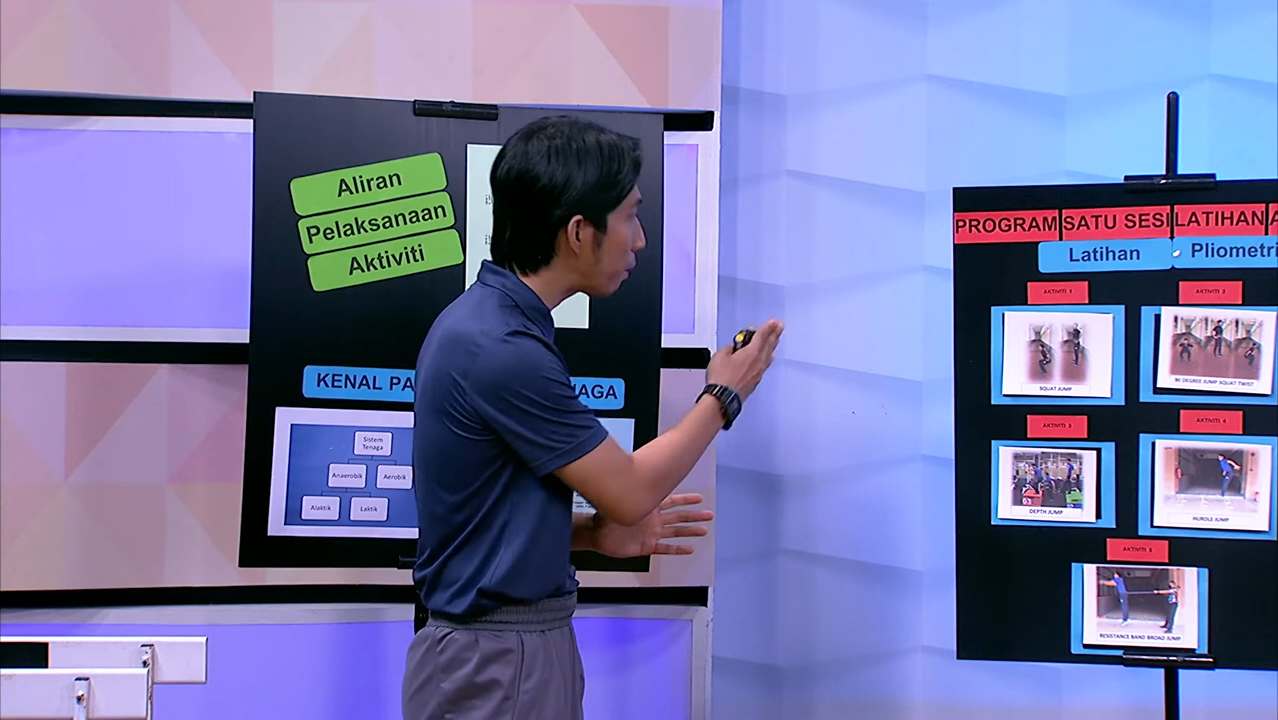 Aliran
Pelaksanaan
Aktiviti
KENAL PA
NAGA
Sistem
Tenaga
Anaerobik
Aerobik
Alaktik
Laktik
PROGRAM SATU SESI LATIHAN
Latihan Pliometri
AKTIVITI 1
AKTIVITI 2
SQUAT JUMP
90 DEGREE JUMP SQUAT TWIST
AKTIVITI 3
AKTIVITI 4
DEPTH JUMP
HURDLE JUMP
AKTIVITI 5
RESISTANCE BAND BROAD JUMP